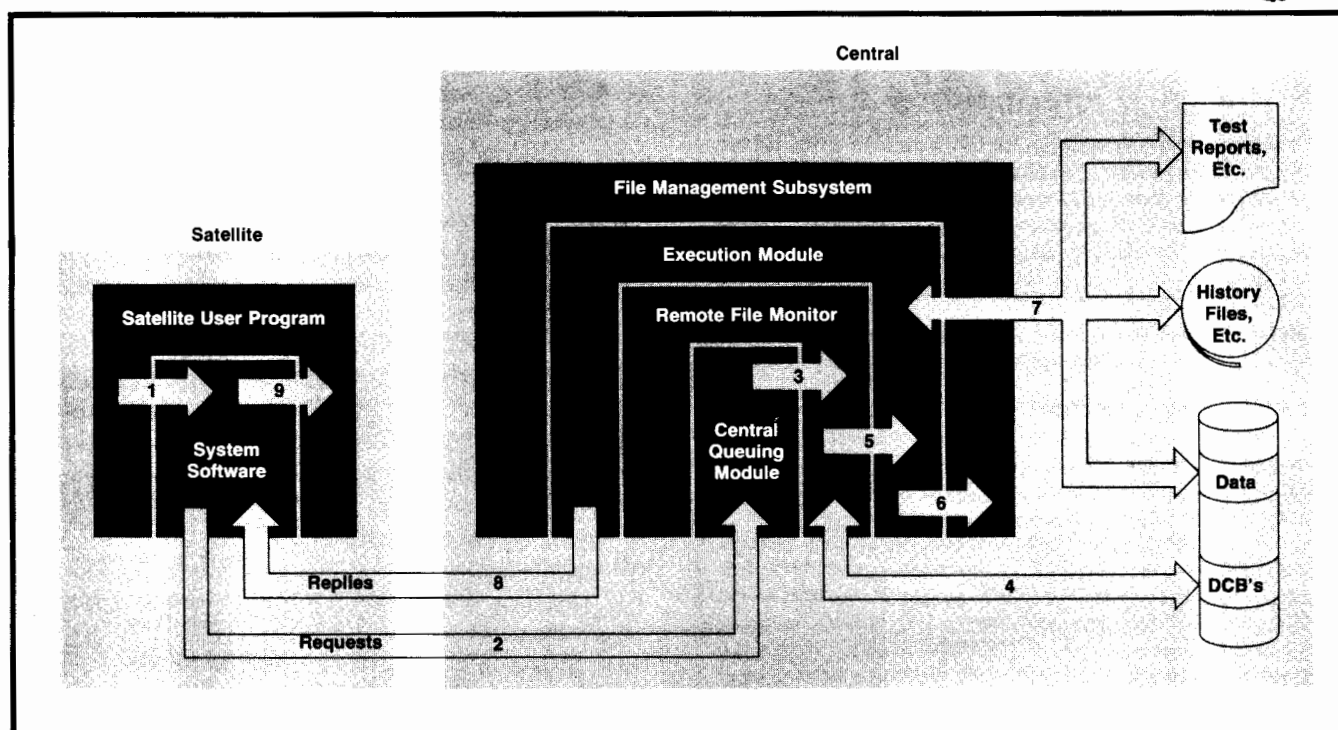 Central
Test
Reports,
Etc.
File Management Subsystem
Satellite
Execution Module
History
Files,
Etc.
7
Satellite User Program
Remote File Monitor
1
9
3
System
Software
Central
Queuing
Module
5
6
Data
Replies
8
4
DCB's
Requests
2